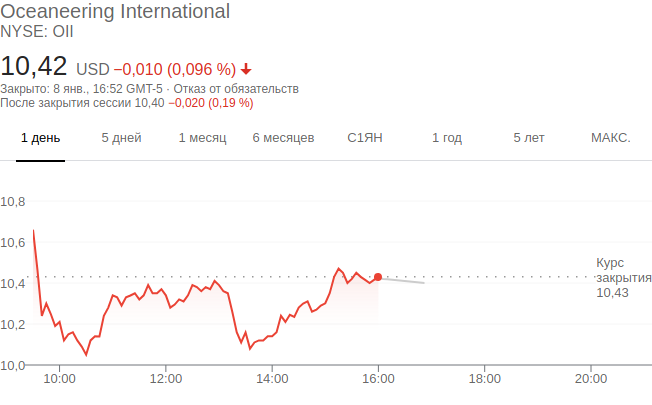 Oceaneering International
NYSE: OII
10,42 USD −0,010 (0,096 %)
Закрыто: 8 янв., 16:52 GMT-5 · Отказ от обязательств
После закрытия сессии 10,40 −0,020 (0,19 %)
1 день 5 дней 1 месяц 6 месяцев С1ЯН 1 год 5 лет МАКС.
10,8
10,6
10,4
10,2
10,0
Курс
закрытия
10,43
10:00 12:00 14:00 16:00 18:00 20:00